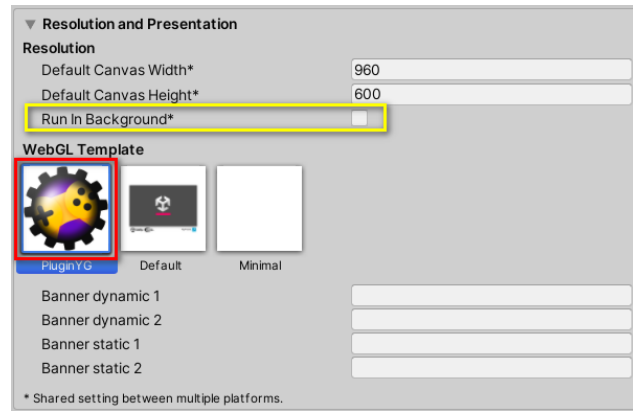 Resolution and Presentation
Resolution
Default Canvas Width* 960
Default Canvas Height* 600
Run In Background*
WebGL Template
PluginYG Default Minimal
Banner dynamic 1
Banner dynamic 2
Banner static 1
Banner static 2
* Shared setting between multiple platforms.